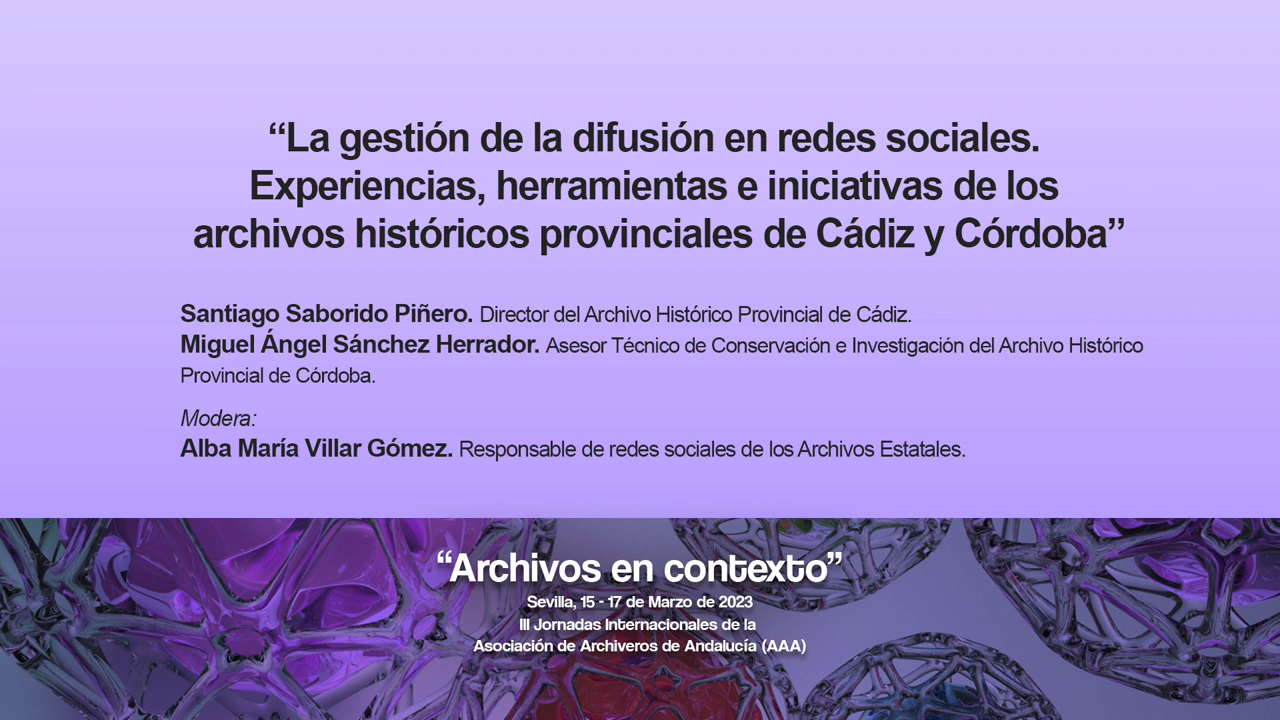 “La gestión de la difusión en redes sociales.
Experiencias, herramientas e iniciativas de los
archivos históricos provinciales de Cádiz y Córdoba”
Santiago Saborido Piñero. Director del Archivo Histórico Provincial de Cádiz.
Miguel Ángel Sánchez Herrador. Asesor Técnico de Conservación e Investigación del Archivo Histórico
Provincial de Córdoba.
Modera:
Alba María Villar Gómez. Responsable de redes sociales de los Archivos Estatales.
“Archivos en contexto”
Sevilla, 15 - 17 de Marzo de 2023
III Jornadas Internacionales de la
Asociación de Archiveros de Andalucía (AAA)